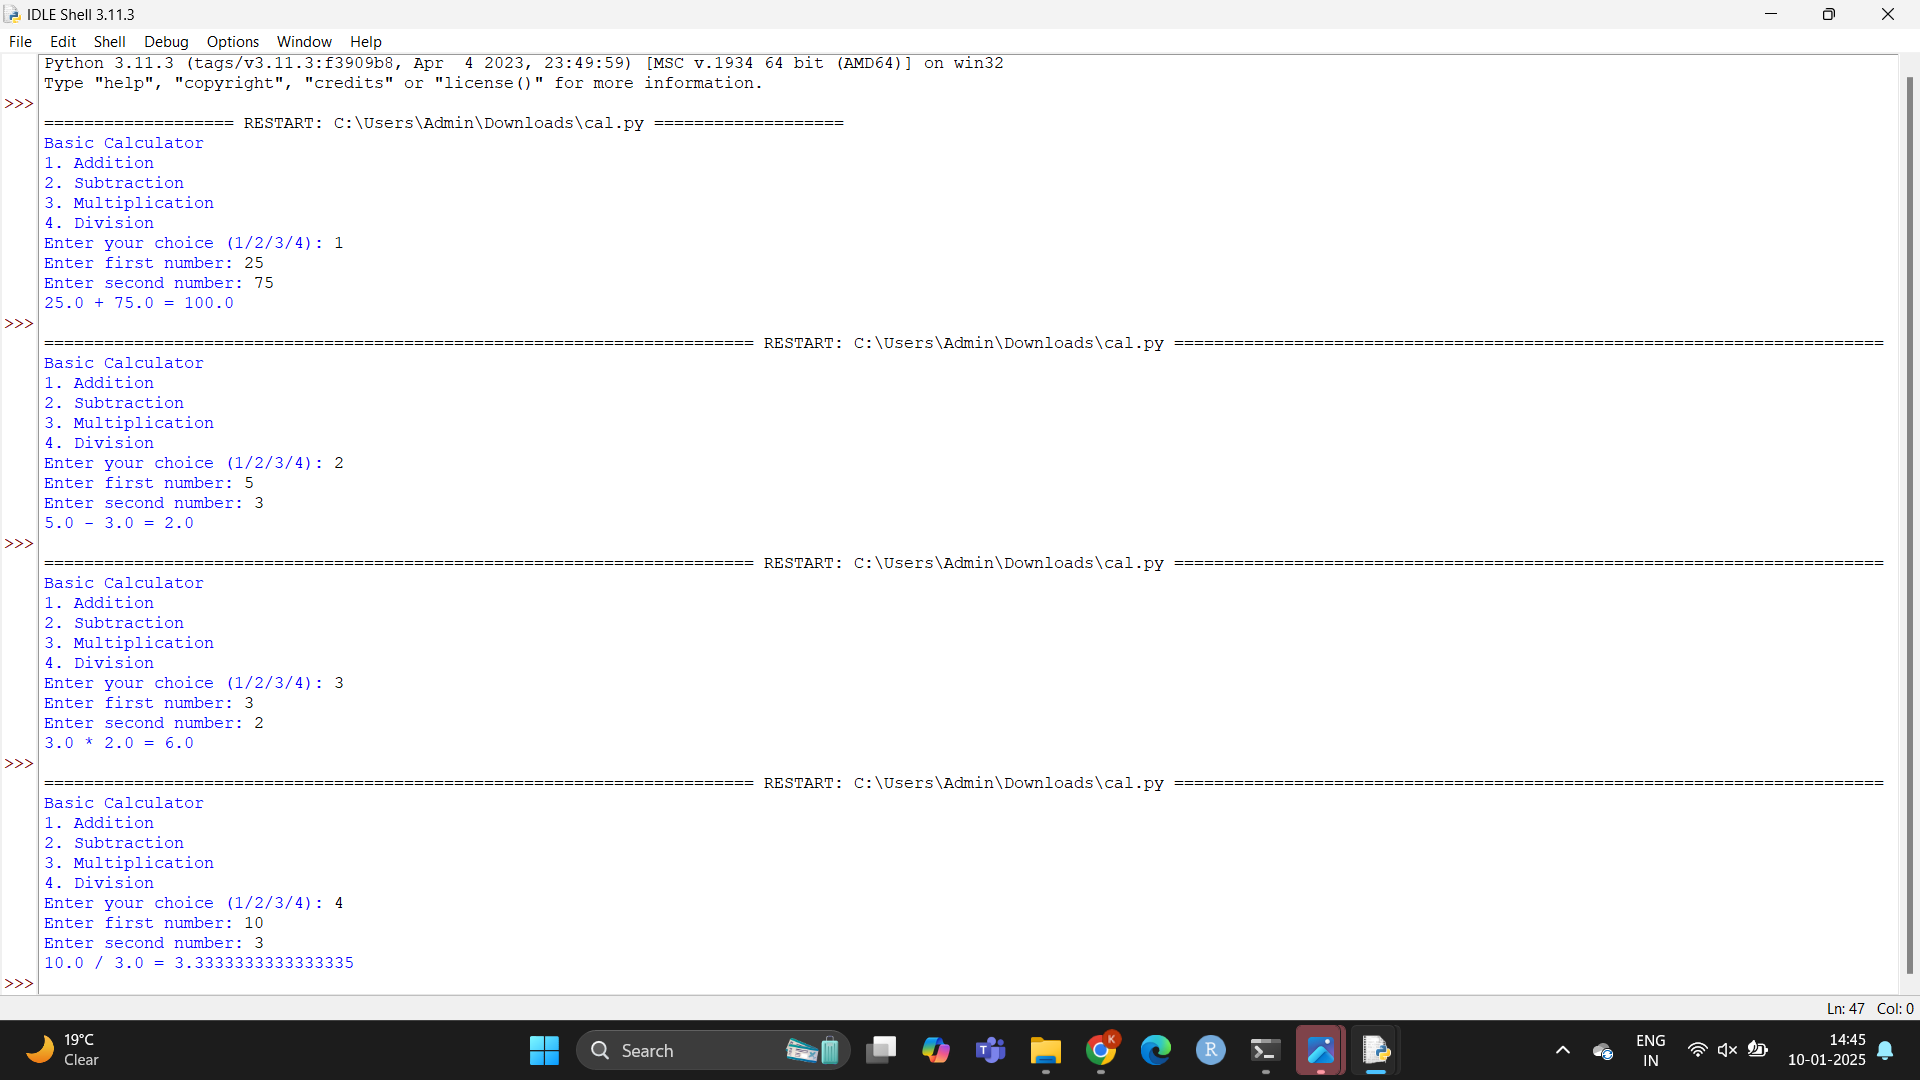 IDLE Shell 3.11.3
File Edit Shell Debug Options Window Help
Python 3.11.3 (tags/v3.11.3:f3909b8, Apr  4 2023, 23:49:59) [MSC v.1934 64 bit (AMD64)] on win32
Type "help", "copyright", "credits" or "license()" for more information.
>>>
=================== RESTART: C:\Users\Admin\Downloads\cal.py ===================
Basic Calculator
1. Addition
2. Subtraction
3. Multiplication
4. Division
Enter your choice (1/2/3/4): 1
Enter first number: 25
Enter second number: 75
25.0 + 75.0 = 100.0
>>>
======================================================================= RESTART: C:\Users\Admin\Downloads\cal.py =======================================================================
Basic Calculator
1. Addition
2. Subtraction
3. Multiplication
4. Division
Enter your choice (1/2/3/4): 2
Enter first number: 5
Enter second number: 3
5.0 - 3.0 = 2.0
>>>
======================================================================= RESTART: C:\Users\Admin\Downloads\cal.py =======================================================================
Basic Calculator
1. Addition
2. Subtraction
3. Multiplication
4. Division
Enter your choice (1/2/3/4): 3
Enter first number: 3
Enter second number: 2
3.0 * 2.0 = 6.0
>>>
======================================================================= RESTART: C:\Users\Admin\Downloads\cal.py =======================================================================
Basic Calculator
1. Addition
2. Subtraction
3. Multiplication
4. Division
Enter your choice (1/2/3/4): 4
Enter first number: 10
Enter second number: 3
10.0 / 3.0 = 3.3333333333333335
>>>
Ln: 47 Col: 0
19°C
Clear
Search
K
R
ENG
IN
14:45
10-01-2025